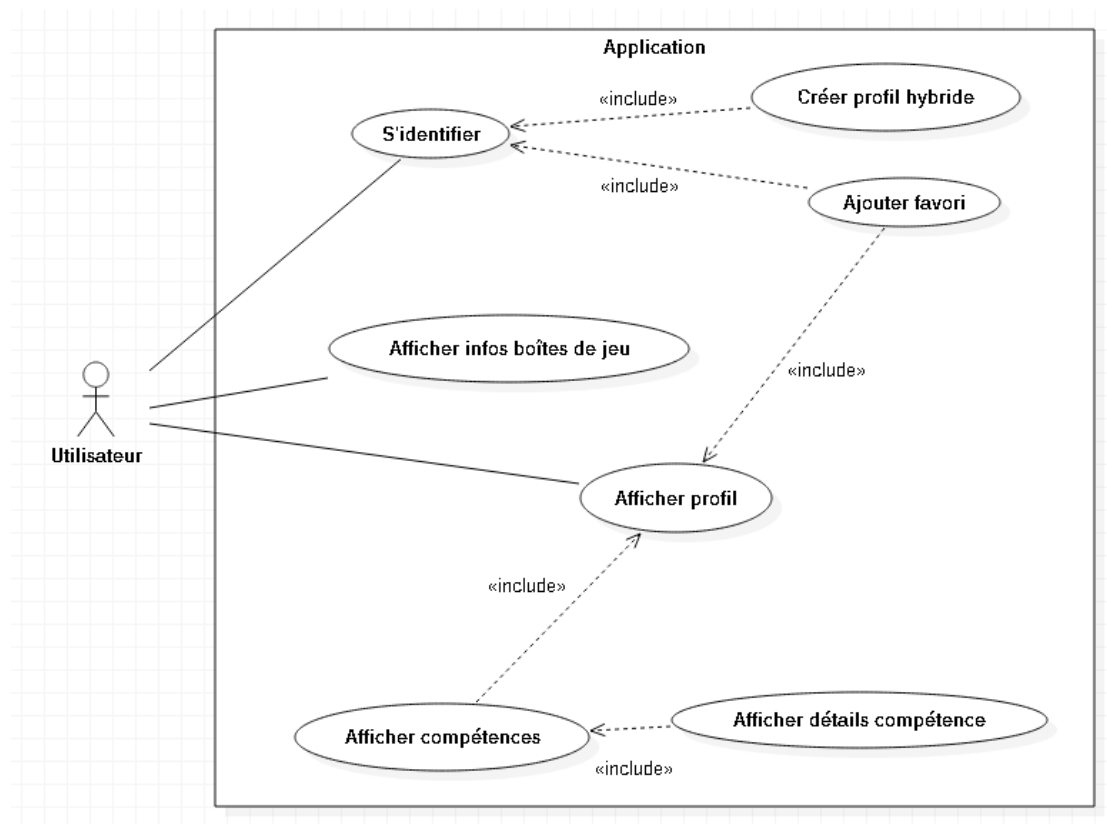 Application
Créer profil hybride
«include»
S'identifier
«include»
Ajouter favori
Afficher infos boîtes de jeu
«include»
Utilisateur
Afficher profil
«include»
Afficher détails compétence
Afficher compétences
«include»